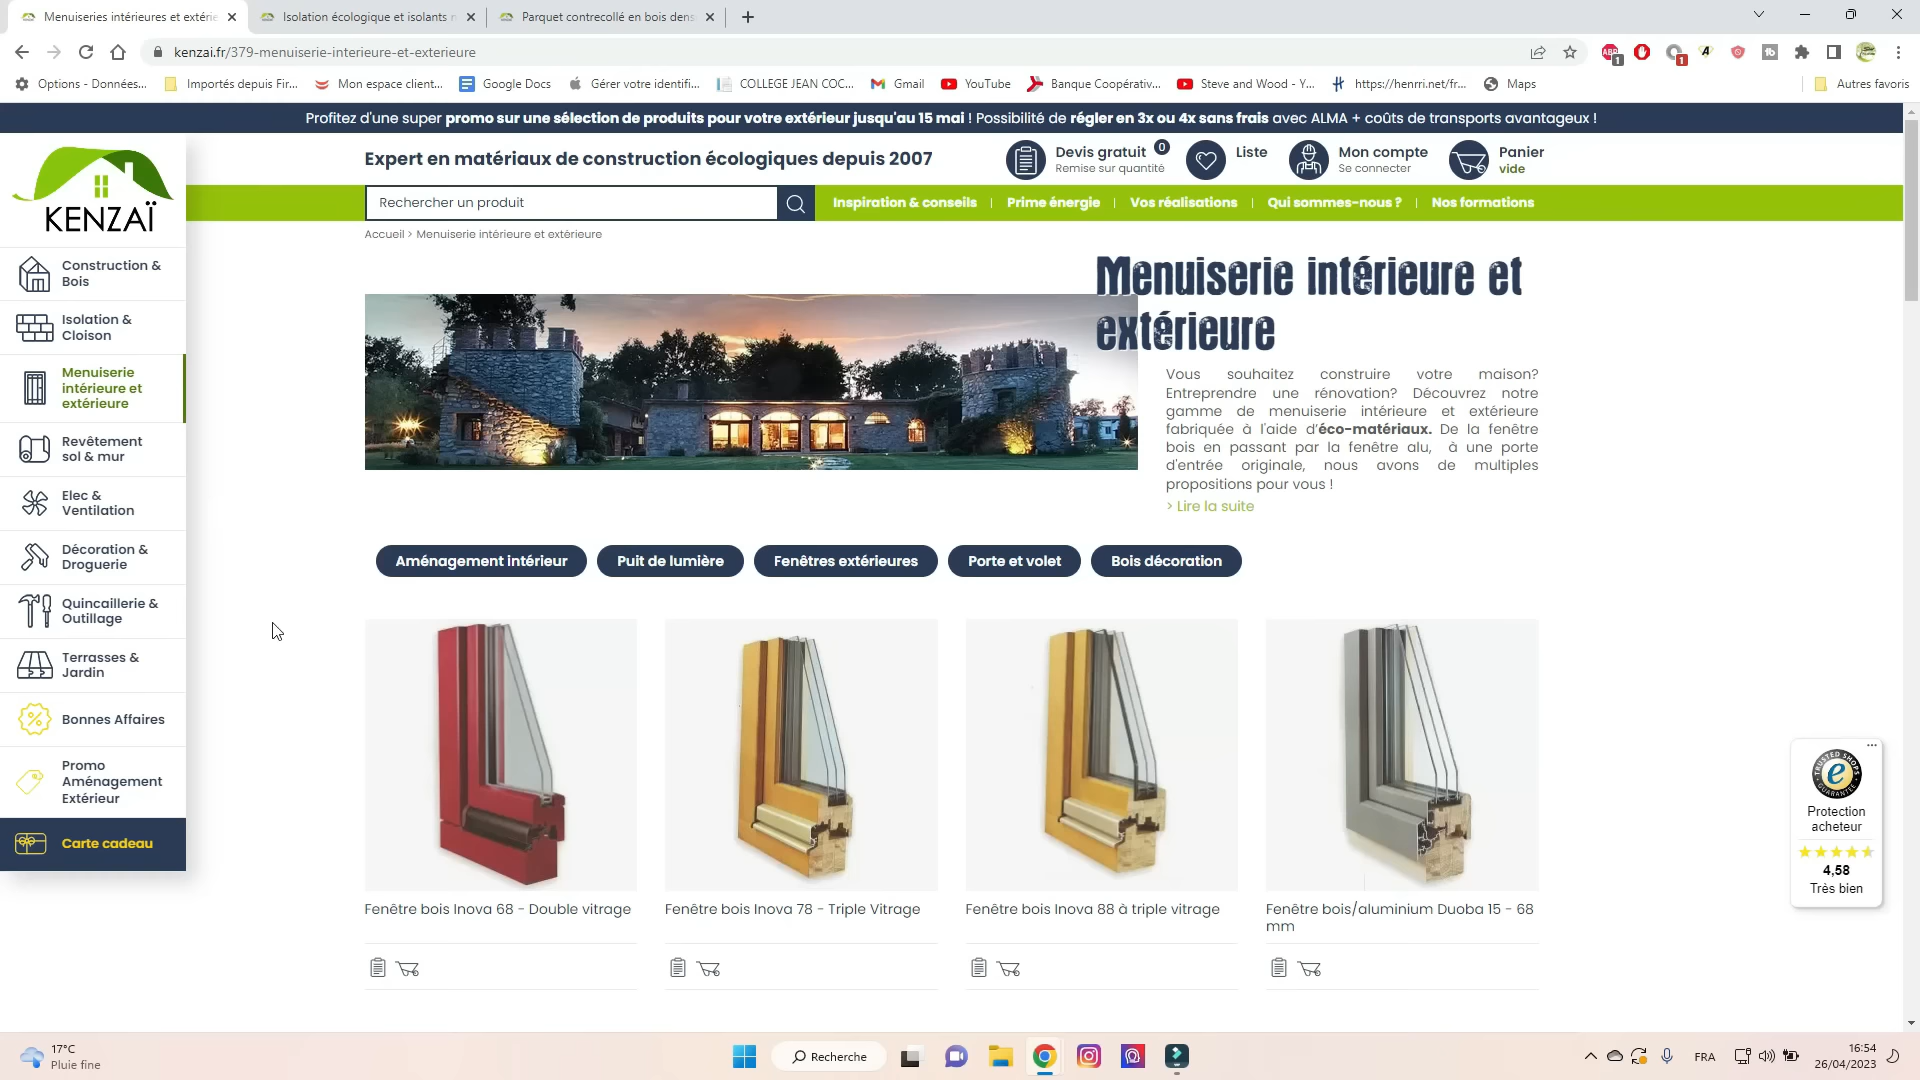 Menuiseries intérieures et extérie
Isolation écologique et isolants n
Parquet contrecollé en bois dens
kenzai.fr/379-menuiserie-interieure-et-exterieure
Options - Données...
Importés depuis Fir...
Mon espace client...
Google Docs
Gérer votre identifi...
COLLEGE JEAN COC...
Gmail
YouTube
Banque Coopérativ...
Steve and Wood - Y...
https://henrri.net/fr...
Maps
Autres favoris
Profitez d'une super promo sur une sélection de produits pour votre extérieur jusqu'au 15 mai ! Possibilité de régler en 3x ou 4x sans frais avec ALMA + coûts de transports avantageux !
KENZAÏ
Expert en matériaux de construction écologiques depuis 2007
Devis gratuit 0
Remise sur quantité
Liste
Mon compte
Se connecter
Panier
vide
Rechercher un produit
Inspiration & conseils
Prime énergie
Vos réalisations
Qui sommes-nous ?
Nos formations
Accueil > Menuiserie intérieure et extérieure
Construction &
Bois
Isolation &
Cloison
Menuiserie
intérieure et
extérieure
Revêtement
sol & mur
Elec &
Ventilation
Décoration &
Droguerie
Quincaillerie &
Outillage
Terrasses &
Jardin
Bonnes Affaires
Promo
Aménagement
Extérieur
Carte cadeau
Menuiserie intérieure et
extérieure
Vous souhaitez construire votre maison?
Entreprendre une rénovation? Découvrez notre
gamme de menuiserie intérieure et extérieure
fabriquée à l'aide d'éco-matériaux. De la fenêtre
bois en passant par la fenêtre alu, à une porte
d'entrée originale, nous avons de multiples
propositions pour vous !
> Lire la suite
Aménagement intérieur
Puit de lumière
Fenêtres extérieures
Porte et volet
Bois décoration
Fenêtre bois Inova 68 - Double vitrage
Fenêtre bois Inova 78 - Triple Vitrage
Fenêtre bois Inova 88 à triple vitrage
Fenêtre bois/aluminium Duoba 15 - 68
mm
TRUSTED SHOPS
GUARANTEE
Protection
acheteur
4,58
Très bien
17°C
Pluie fine
Recherche
FRA
16:54
26/04/2023